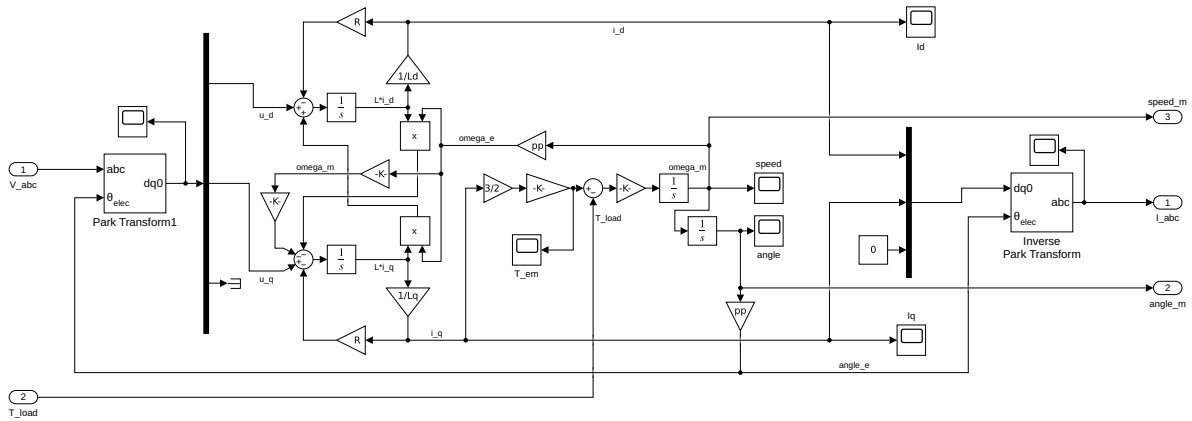 R
i_d
Id
1/Ld
L*i_d
speed_m
3
u_d
1
s
x
omega_e
pp
1
V_abc
abc
θelec
dq0
Park Transform1
omega_m
-K-
-K-
3/2
-K-
T_load
-K-
omega_m
1
s
speed
dq0
θelec
abc
Inverse
Park Transform
1
I_abc
x
1
s
angle
T_em
0
u_q
1
s
L*i_q
2
angle_m
1/Lq
pp
Iq
R
i_q
angle_e
2
T_load